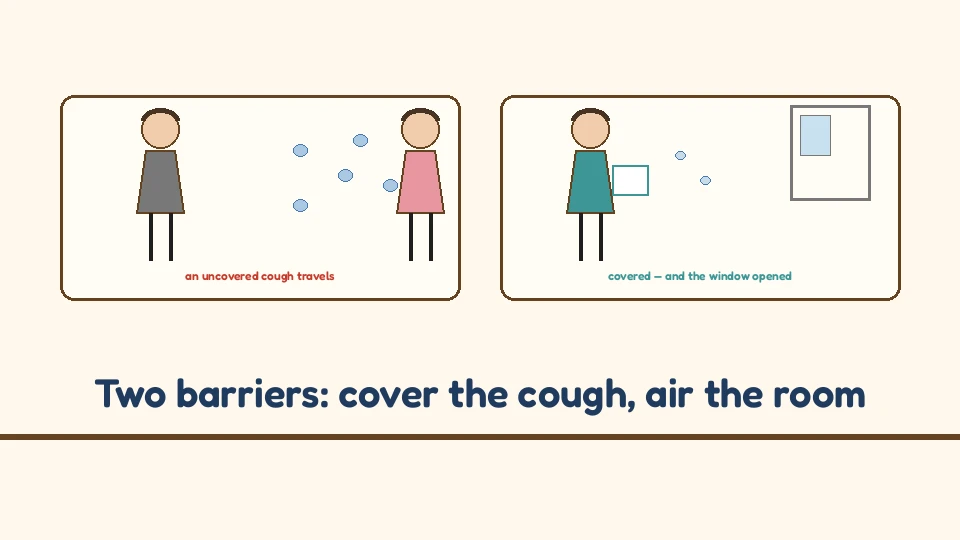 an uncovered cough travels
covered — and the window opened
Two barriers: cover the cough, air the room